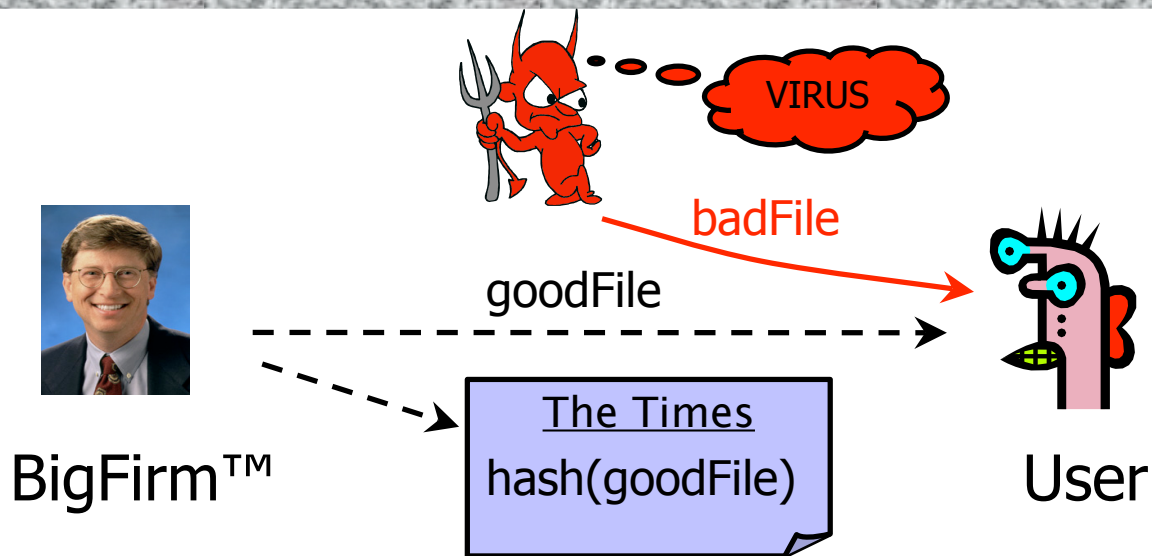 VIRUS
badFile
goodFile
The Times
hash(goodFile)
BigFirm™
User